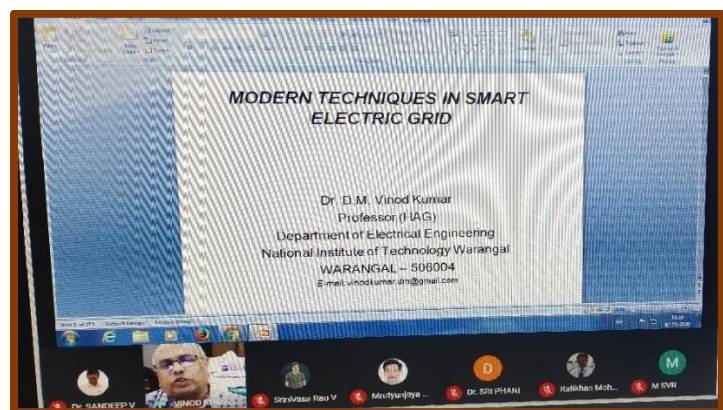 MODERN TECHNIQUES IN SMART
ELECTRIC GRID
Dr. D.M. Vinod Kumar
Professor (HAG)
Department of Electrical Engineering
National Institute of Technology Warangal
WARANGAL – 506004
E-mail: vinodkumar.dm@gmail.com
Dr. SANDEEP V
VINOD
Srinivasa Rao V
Mrutyunjaya ...
D
Dr. SRI PHANI
Rafikhan Moh...
M
M SVR